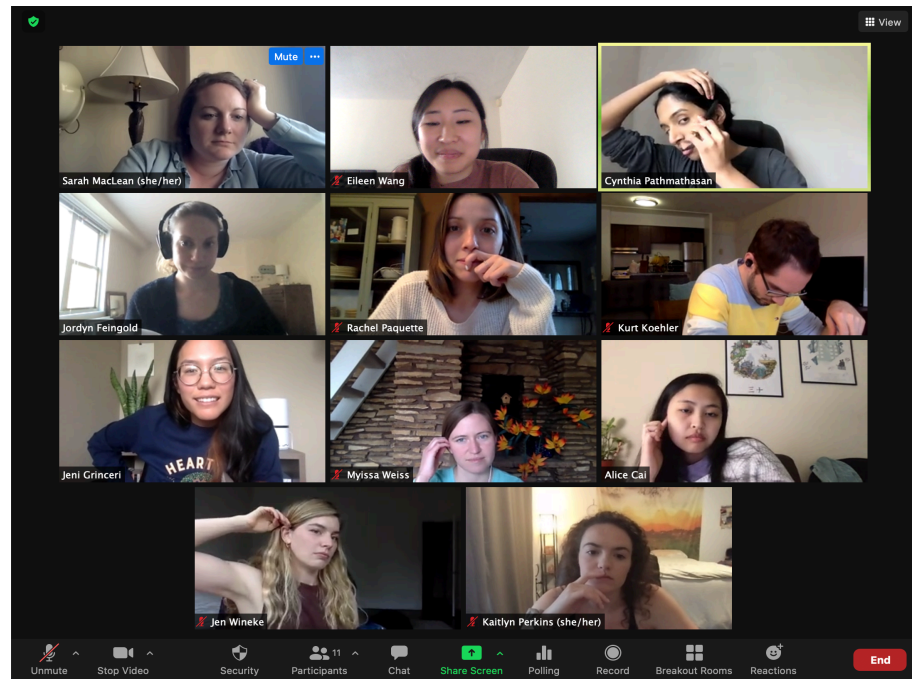 View
Mute ...
Sarah MacLean (she/her)
Eileen Wang
Cynthia Pathmathasan
Jordyn Feingold
Rachel Paquette
Kurt Koehler
HEART
Jeni Grinceri
Myissa Weiss
三十
Alice Cai
Jen Wineke
Kaitlyn Perkins (she/her)
Unmute
Stop Video
Security
11
Participants
Chat
Share Screen
Polling
Record
Breakout Rooms
Reactions
End